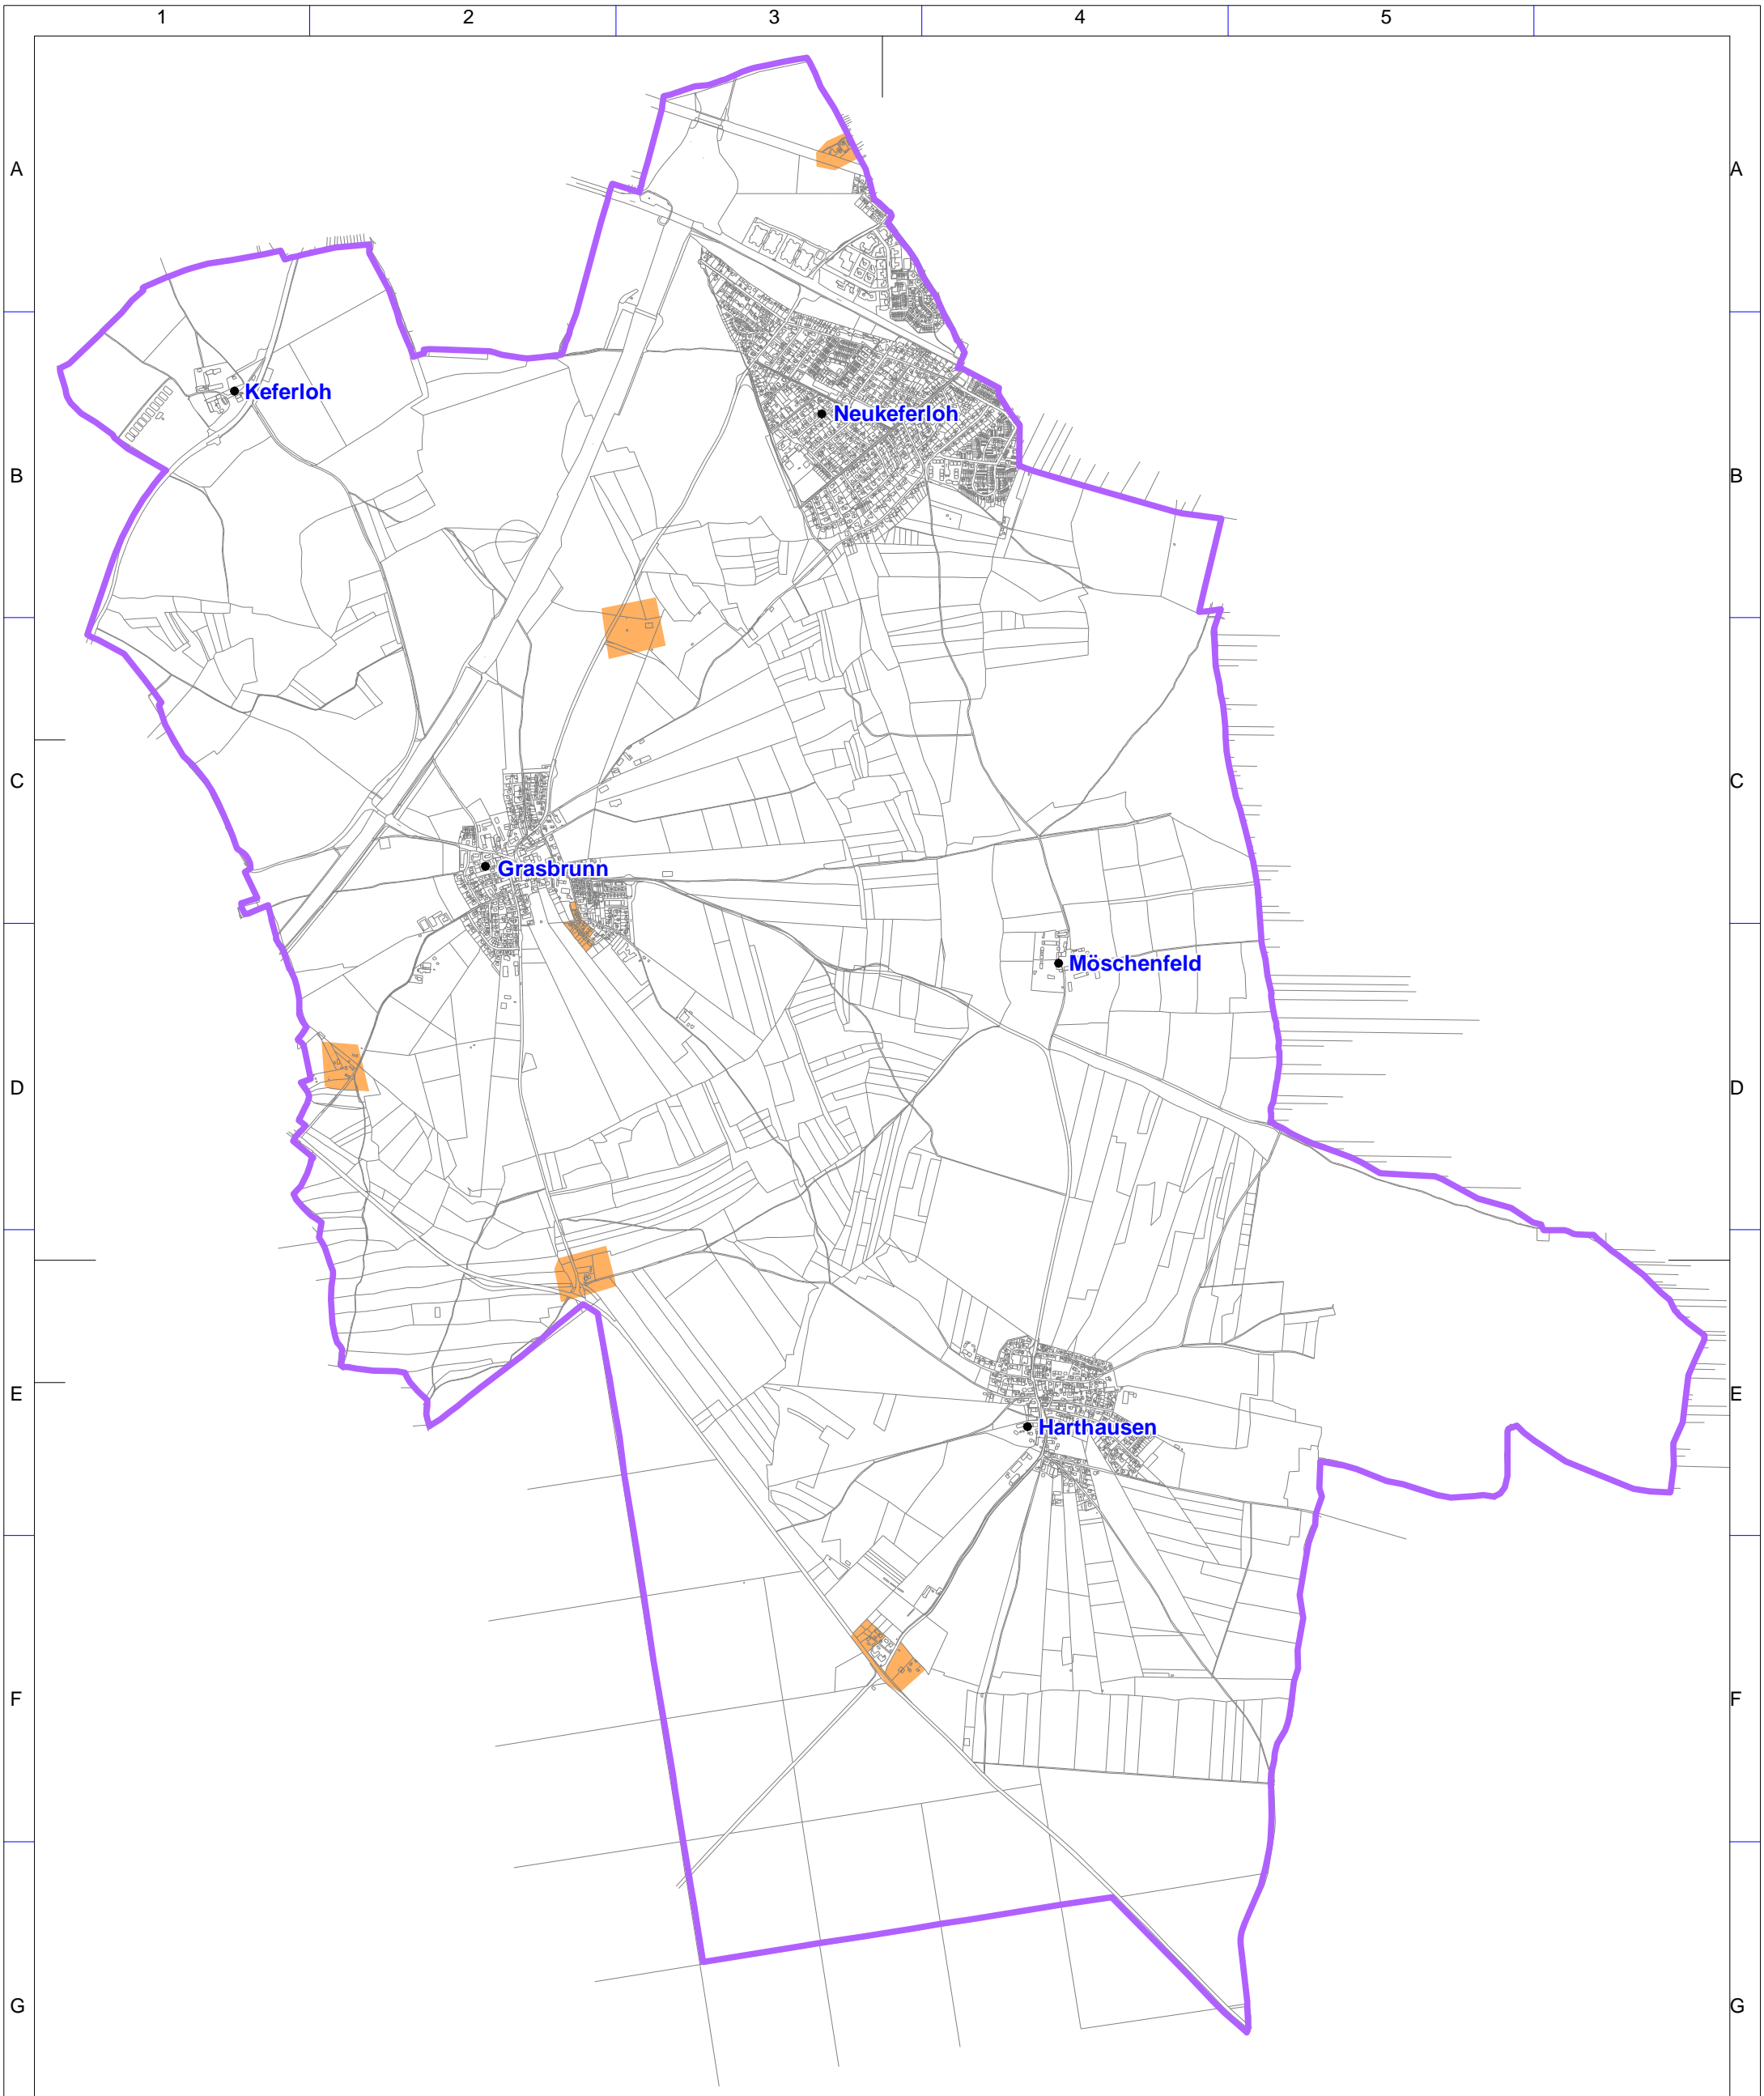 1 2 3 4 5
A A
Keferloh
Neukeferloh
B B
C C
Grasbrunn
Möschenfeld
D D
E E
Harthausen
F F
G G